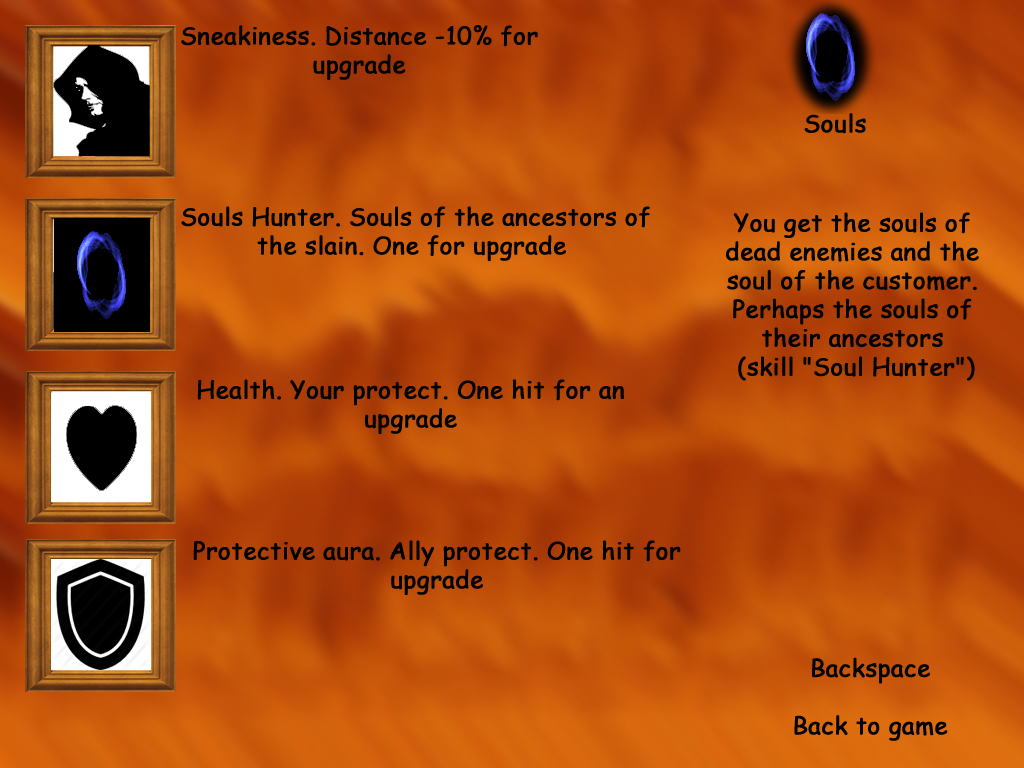 Sneakiness. Distance -10% for
upgrade
Souls Hunter. Souls of the ancestors of
the slain. One for upgrade
Health. Your protect. One hit for an
upgrade
Protective aura. Ally protect. One hit for
upgrade
Souls
You get the souls of
dead enemies and the
soul of the customer.
Perhaps the souls of
their ancestors
(skill "Soul Hunter")
Backspace
Back to game